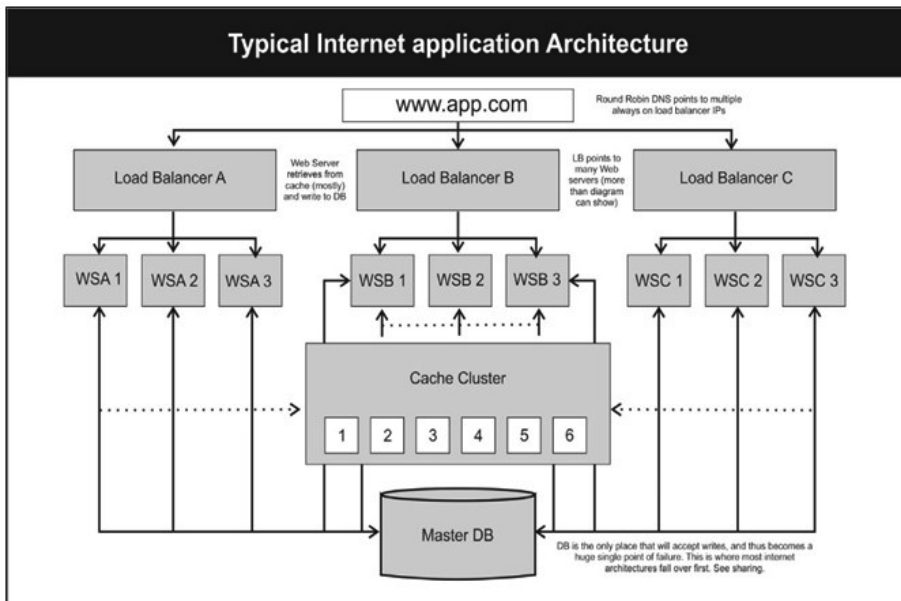 Typical Internet application Architecture
www.app.com
Round Robin DNS points to multiple
always on load balancer IPs
Load Balancer A
Web Server
retrieves from
cache (mostly)
and write to DB
Load Balancer B
LB points to
many Web
servers (more
than diagram
can show)
Load Balancer C
WSA 1
WSA 2
WSA 3
WSB 1
WSB 2
WSB 3
WSC 1
WSC 2
WSC 3
Cache Cluster
1
2
3
4
5
6
Master DB
DB is the only place that will accept writes, and thus becomes a
huge single point of failure. This is where most internet
architectures fall over first. See sharing.